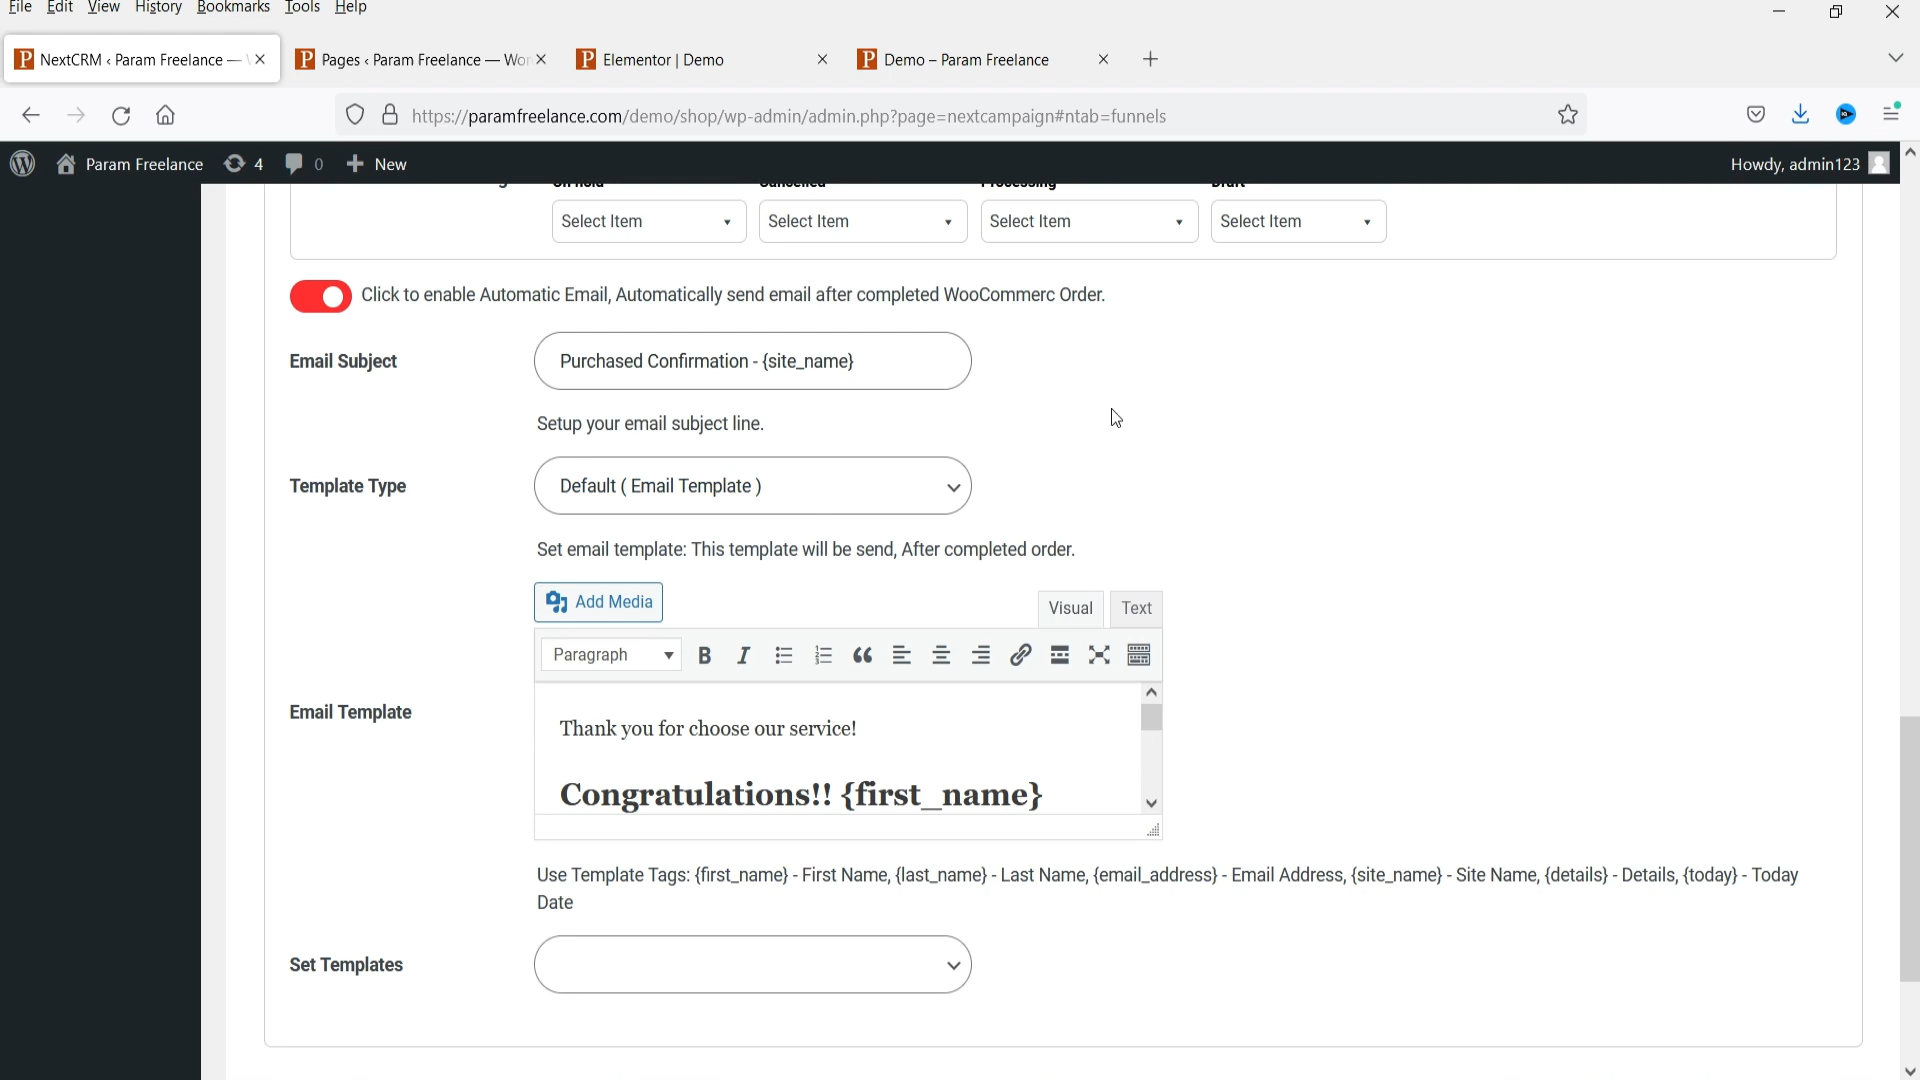 File Edit View History Bookmarks Tools Help
NextCRM ‹ Param Freelance —
Pages ‹ Param Freelance — Wor
Elementor | Demo
Demo – Param Freelance
https://paramfreelance.com/demo/shop/wp-admin/admin.php?page=nextcampaign#ntab=funnels
Param Freelance 4 0 New
Howdy, admin123
On hold Cancelled Processing Draft
Select Item Select Item Select Item Select Item
Click to enable Automatic Email, Automatically send email after completed WooCommerc Order.
Email Subject
Purchased Confirmation - {site_name}
Setup your email subject line.
Template Type
Default ( Email Template )
Set email template: This template will be send, After completed order.
Add Media
Visual Text
Paragraph
Email Template
Thank you for choose our service!
Congratulations!! {first_name}
Use Template Tags: {first_name} - First Name, {last_name} - Last Name, {email_address} - Email Address, {site_name} - Site Name, {details} - Details, {today} - Today
Date
Set Templates